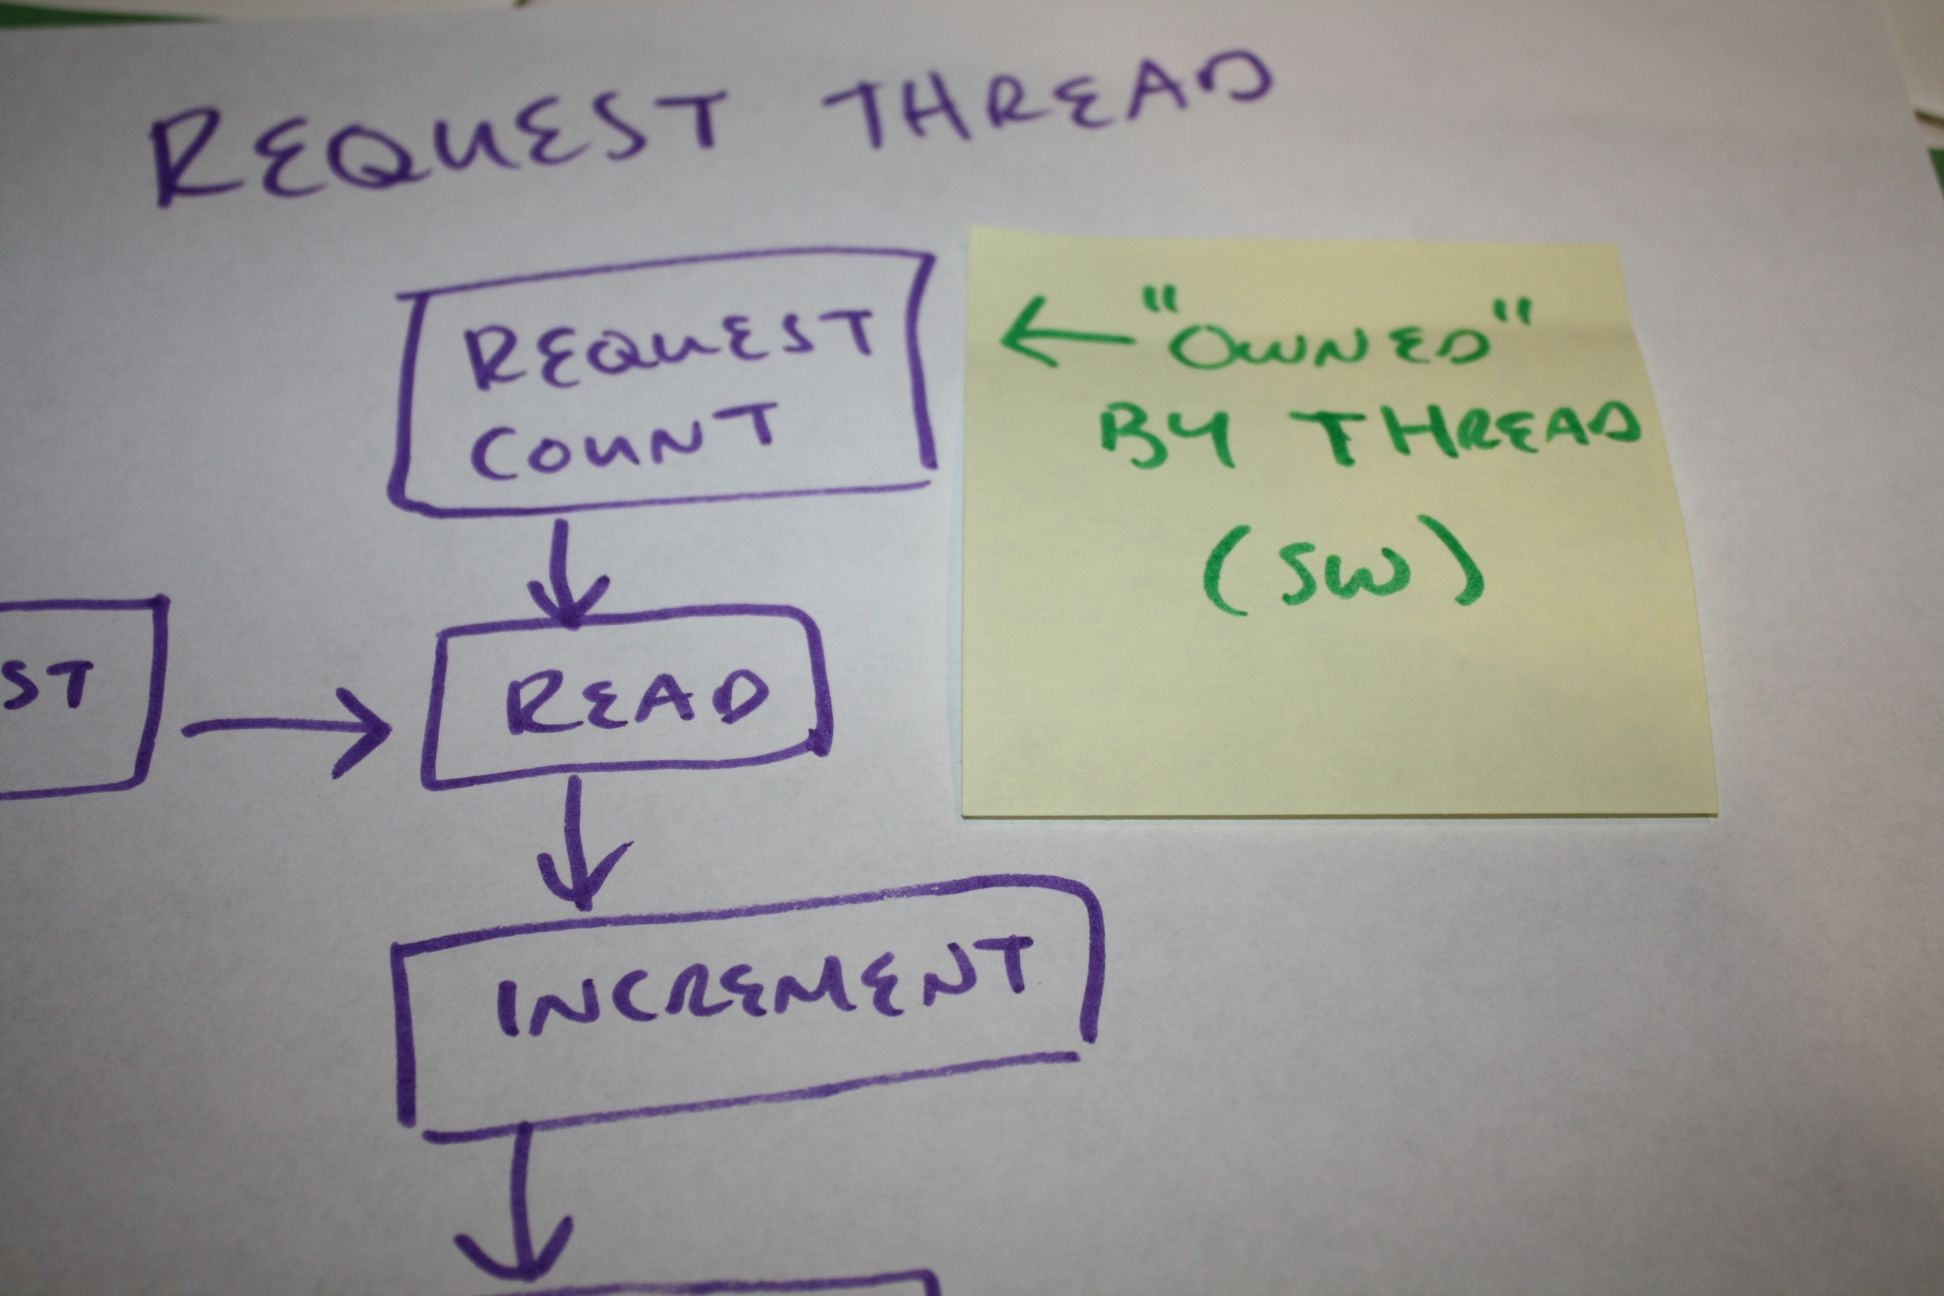 REQUEST THREAD
REQUEST
COUNT
← "OWNED"
BY THREAD
(SW)
ST
READ
INCREMENT